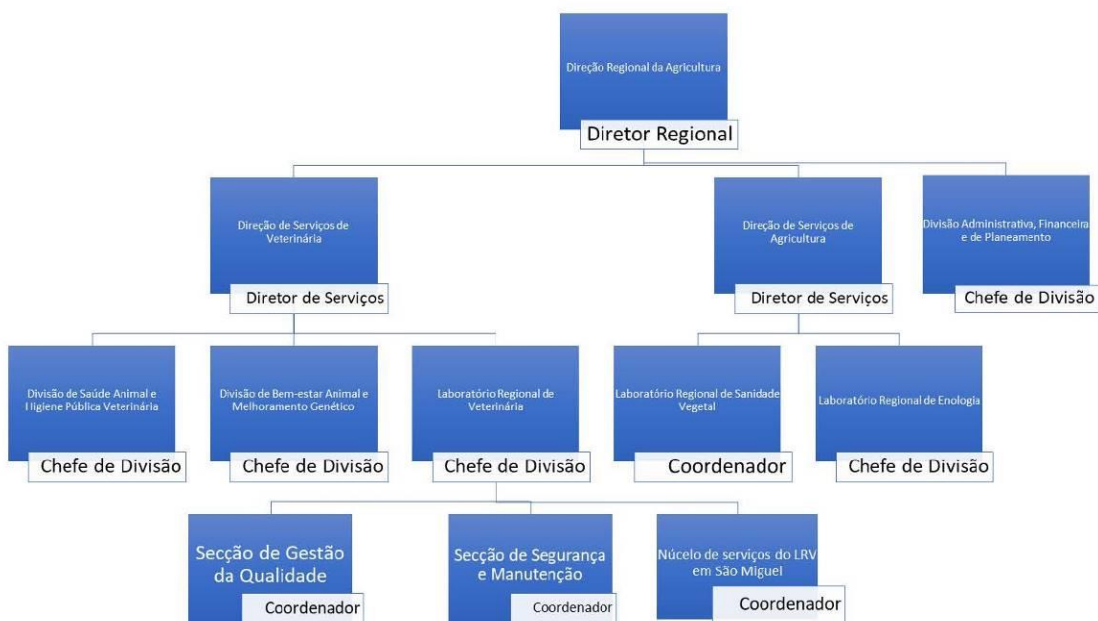 Direção Regional da Agricultura
Diretor Regional
Direção de Serviços de
Veterinária
Diretor de Serviços
Direção de Serviços de
Agricultura
Diretor de Serviços
Divisão Administrativa, Financeira
e de Planeamento
Chefe de Divisão
Divisão de Saúde Animal e
Higiene Pública Veterinária
Chefe de Divisão
Divisão de Bem-estar Animal e
Melhoramento Genético
Chefe de Divisão
Laboratório Regional de
Veterinária
Chefe de Divisão
Laboratório Regional de Sanidade
Vegetal
Coordenador
Laboratório Regional de Enologia
Chefe de Divisão
Secção de Gestão
da Qualidade
Coordenador
Secção de Segurança
e Manutenção
Coordenador
Núcelo de serviços do LRV
em São Miguel
Coordenador